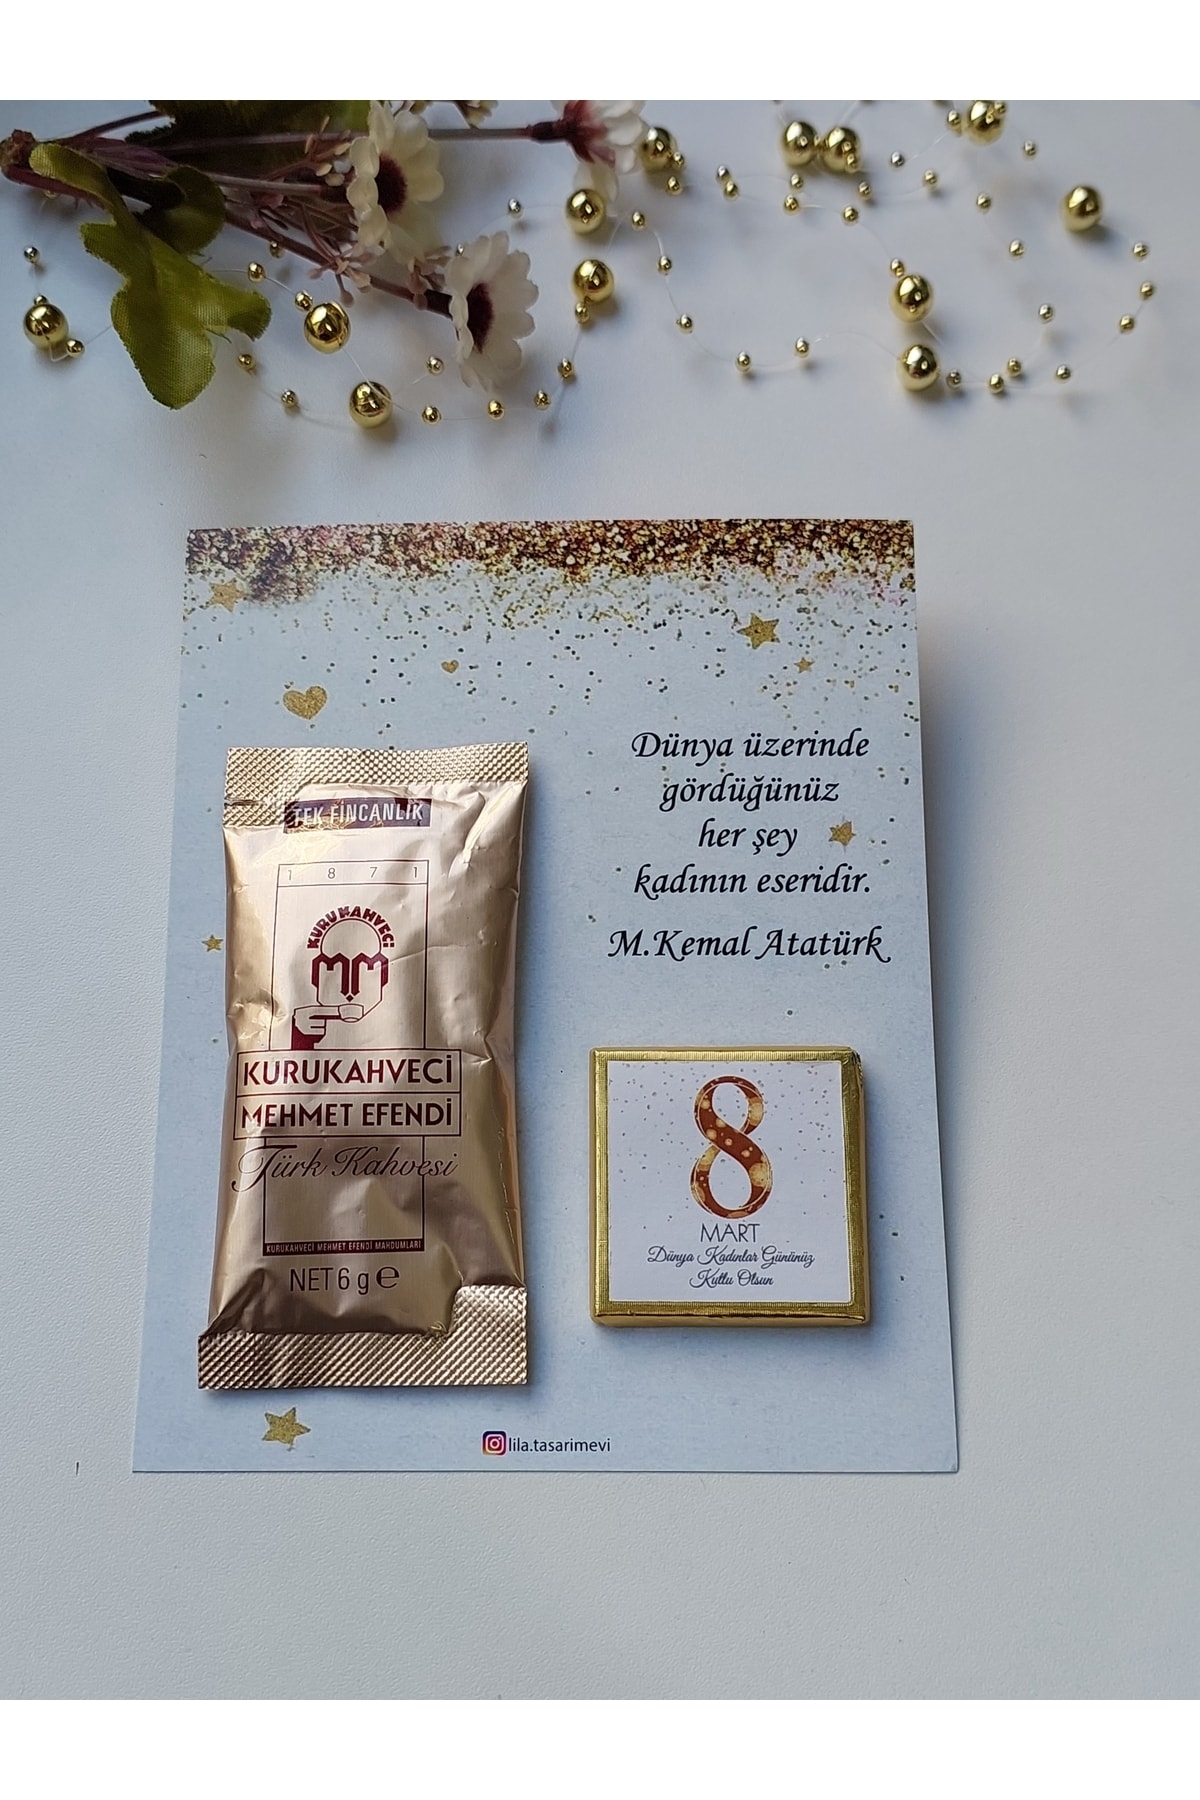 Dünya üzerinde
gördüğünüz
her şey
kadının eseridir.
M.Kemal Atatürk
TEK FİNCANLIK
1 8 7 1
KURUKAHVECİ
MM
KURUKAHVECİ
MEHMET EFENDİ
Türk Kahvesi
KURUKAHVECİ MEHMET EFENDİ MAHDUMLARI
NET 6 g e
8
MART
Dünya Kadınlar Gününüz
Kutlu Olsun
lila.tasarimevi